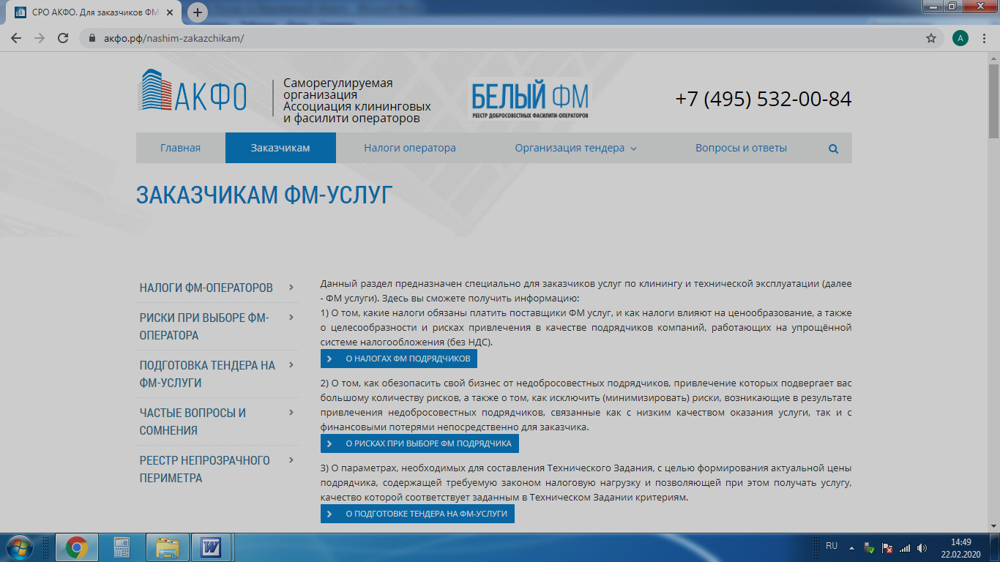 СРО АКФО. Для заказчиков ФМ
акфо.рф/nashim-zakazchikam/
A
АКФО
Саморегулируемая
организация
Ассоциация клининговых
и фасилити операторов
БЕЛЫЙ ФМ
РЕЕСТР ДОБРОСОВЕСТНЫХ ФАСИЛИТИ-ОПЕРАТОРОВ
+7 (495) 532-00-84
Главная
Заказчикам
Налоги оператора
Организация тендера
Вопросы и ответы
ЗАКАЗЧИКАМ ФМ-УСЛУГ
НАЛОГИ ФМ-ОПЕРАТОРОВ
РИСКИ ПРИ ВЫБОРЕ ФМ-
ОПЕРАТОРА
ПОДГОТОВКА ТЕНДЕРА НА
ФМ-УСЛУГИ
ЧАСТЫЕ ВОПРОСЫ И
СОМНЕНИЯ
РЕЕСТР НЕПРОЗРАЧНОГО
ПЕРИМЕТРА
Данный раздел предназначен специально для заказчиков услуг по клинингу и технической эксплуатации (далее
- ФМ услуги). Здесь вы сможете получить информацию:
1) О том, какие налоги обязаны платить поставщики ФМ услуг, и как налоги влияют на ценообразование, а также
о целесообразности и рисках привлечения в качестве подрядчиков компаний, работающих на упрощённой
системе налогообложения (без НДС).
О НАЛОГАХ ФМ ПОДРЯДЧИКОВ
2) О том, как обезопасить свой бизнес от недобросовестных подрядчиков, привлечение которых подвергает вас
большому количеству рисков, а также о том, как исключить (минимизировать) риски, возникающие в результате
привлечения недобросовестных подрядчиков, связанные как с низким качеством оказания услуги, так и с
финансовыми потерями непосредственно для заказчика.
О РИСКАХ ПРИ ВЫБОРЕ ФМ ПОДРЯДЧИКА
3) О параметрах, необходимых для составления Технического Задания, с целью формирования актуальной цены
подрядчика, содержащей требуемую законом налоговую нагрузку и позволяющей при этом получать услугу,
качество которой соответствует заданным в Техническом Задании критериям.
О ПОДГОТОВКЕ ТЕНДЕРА НА ФМ-УСЛУГИ
RU
14:49
22.02.2020